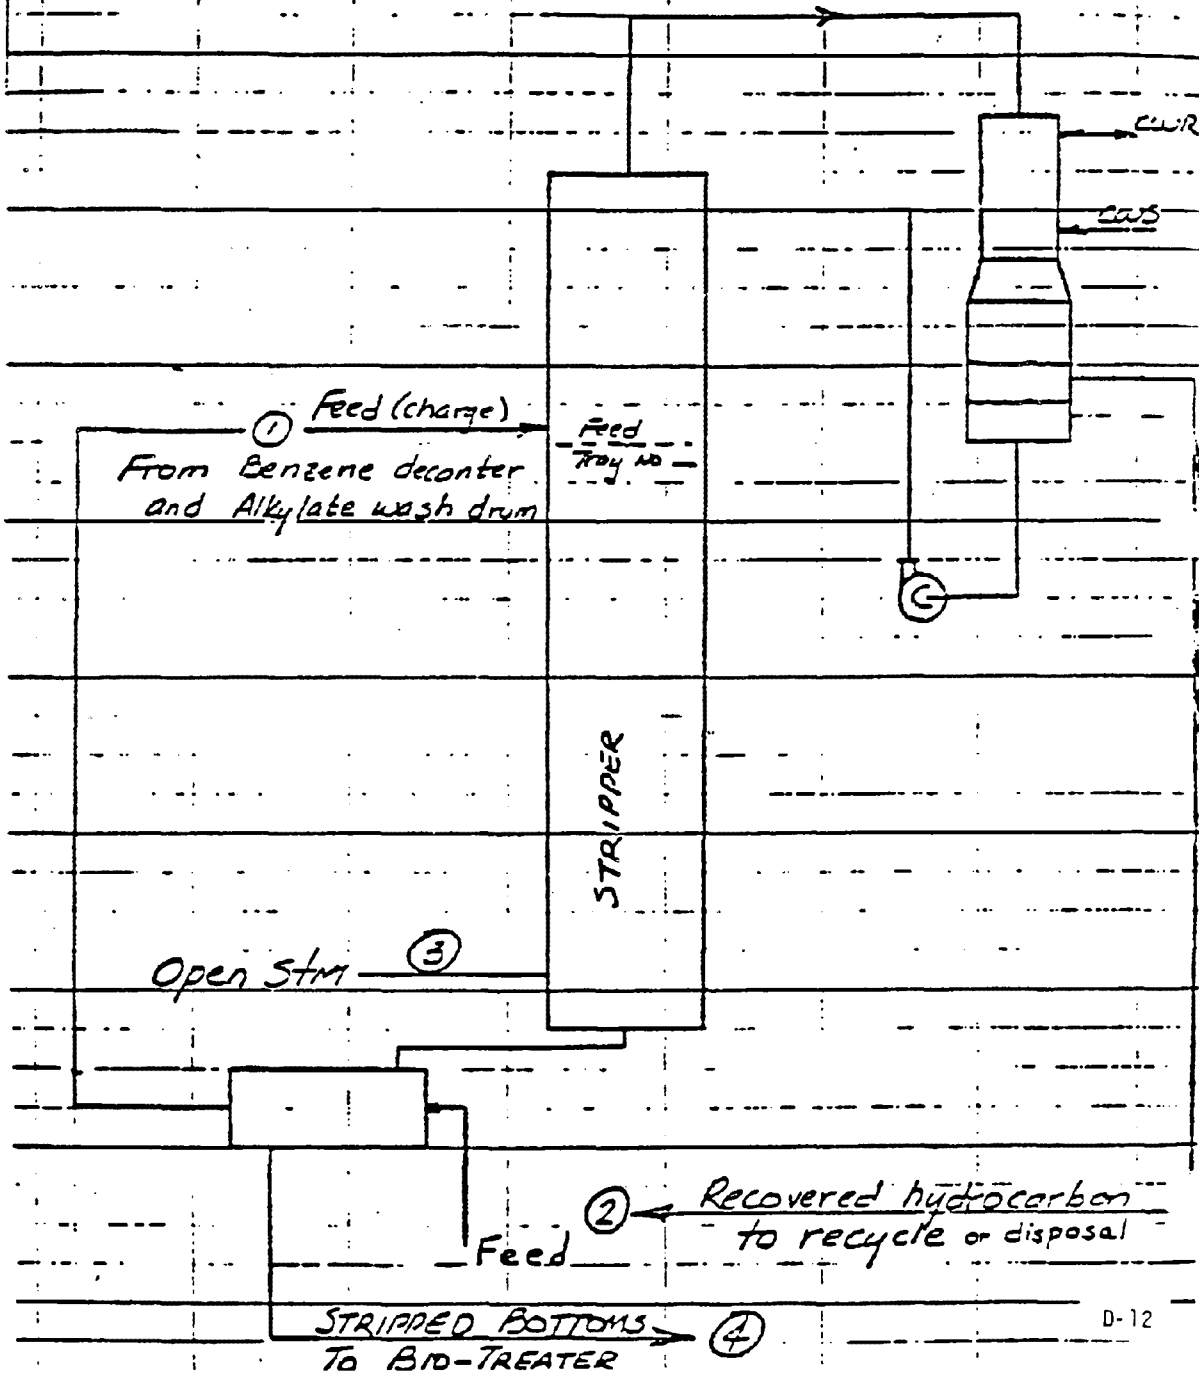 CWR
CWS
① Feed (charge)
From Benzene decanter
and Alkylate wash drum
Feed
Tray No
STRIPPER
③
Open Stm
② Recovered hydrocarbon
to recycle or disposal
Feed
STRIPPED BOTTOMS ④
To BIO-TREATER
D-12